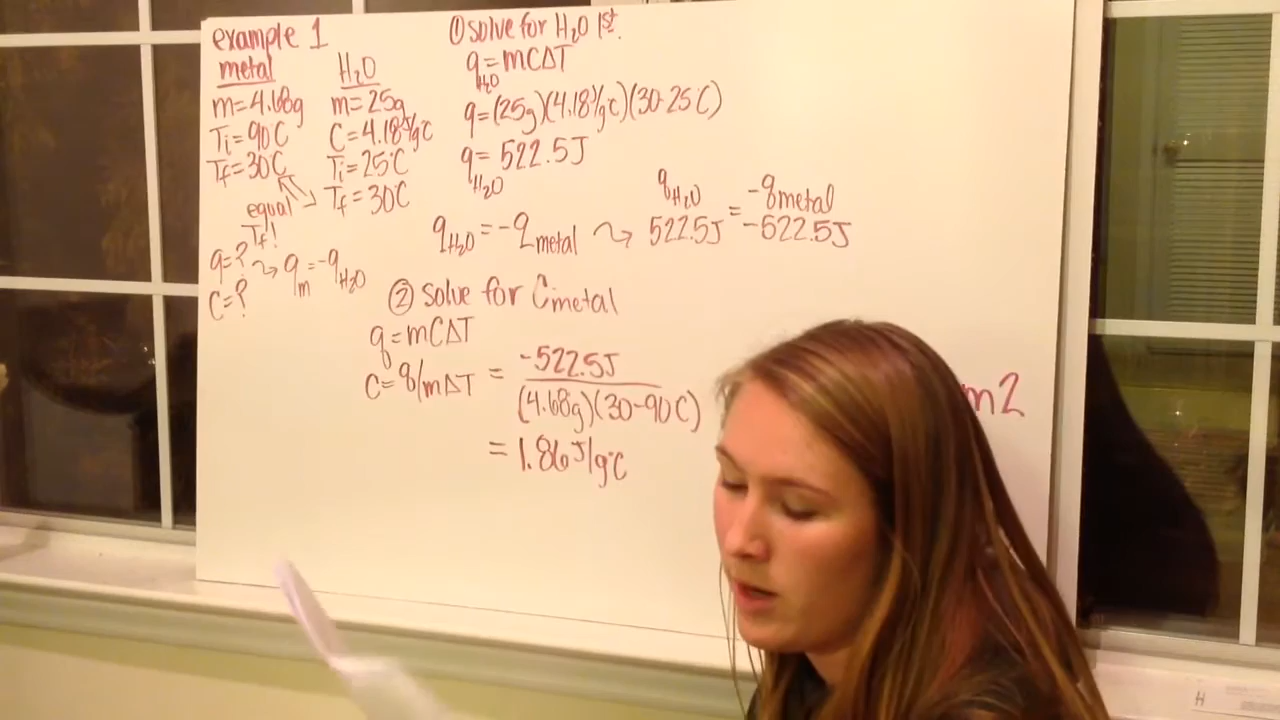 example 1
metal
m=4.68g
Ti=90°C
Tf=30°C
equal
Tf!
q=? → qm=-qH2O
C=?
H2O
m=25g
C=4.18J/g°C
Ti=25°C
Tf=30°C
① solve for H2O 1st.
qH2O=mCΔT
q=(25g)(4.18J/g°C)(30-25°C)
qH2O=522.5J
qH2O=-qmetal → qH2O = -qmetal
522.5J -522.5J
② solve for Cmetal
q=mCΔT
C=q/mΔT = -522.5J
(4.68g)(30-90°C)
= 1.86J/g°C
m2
H